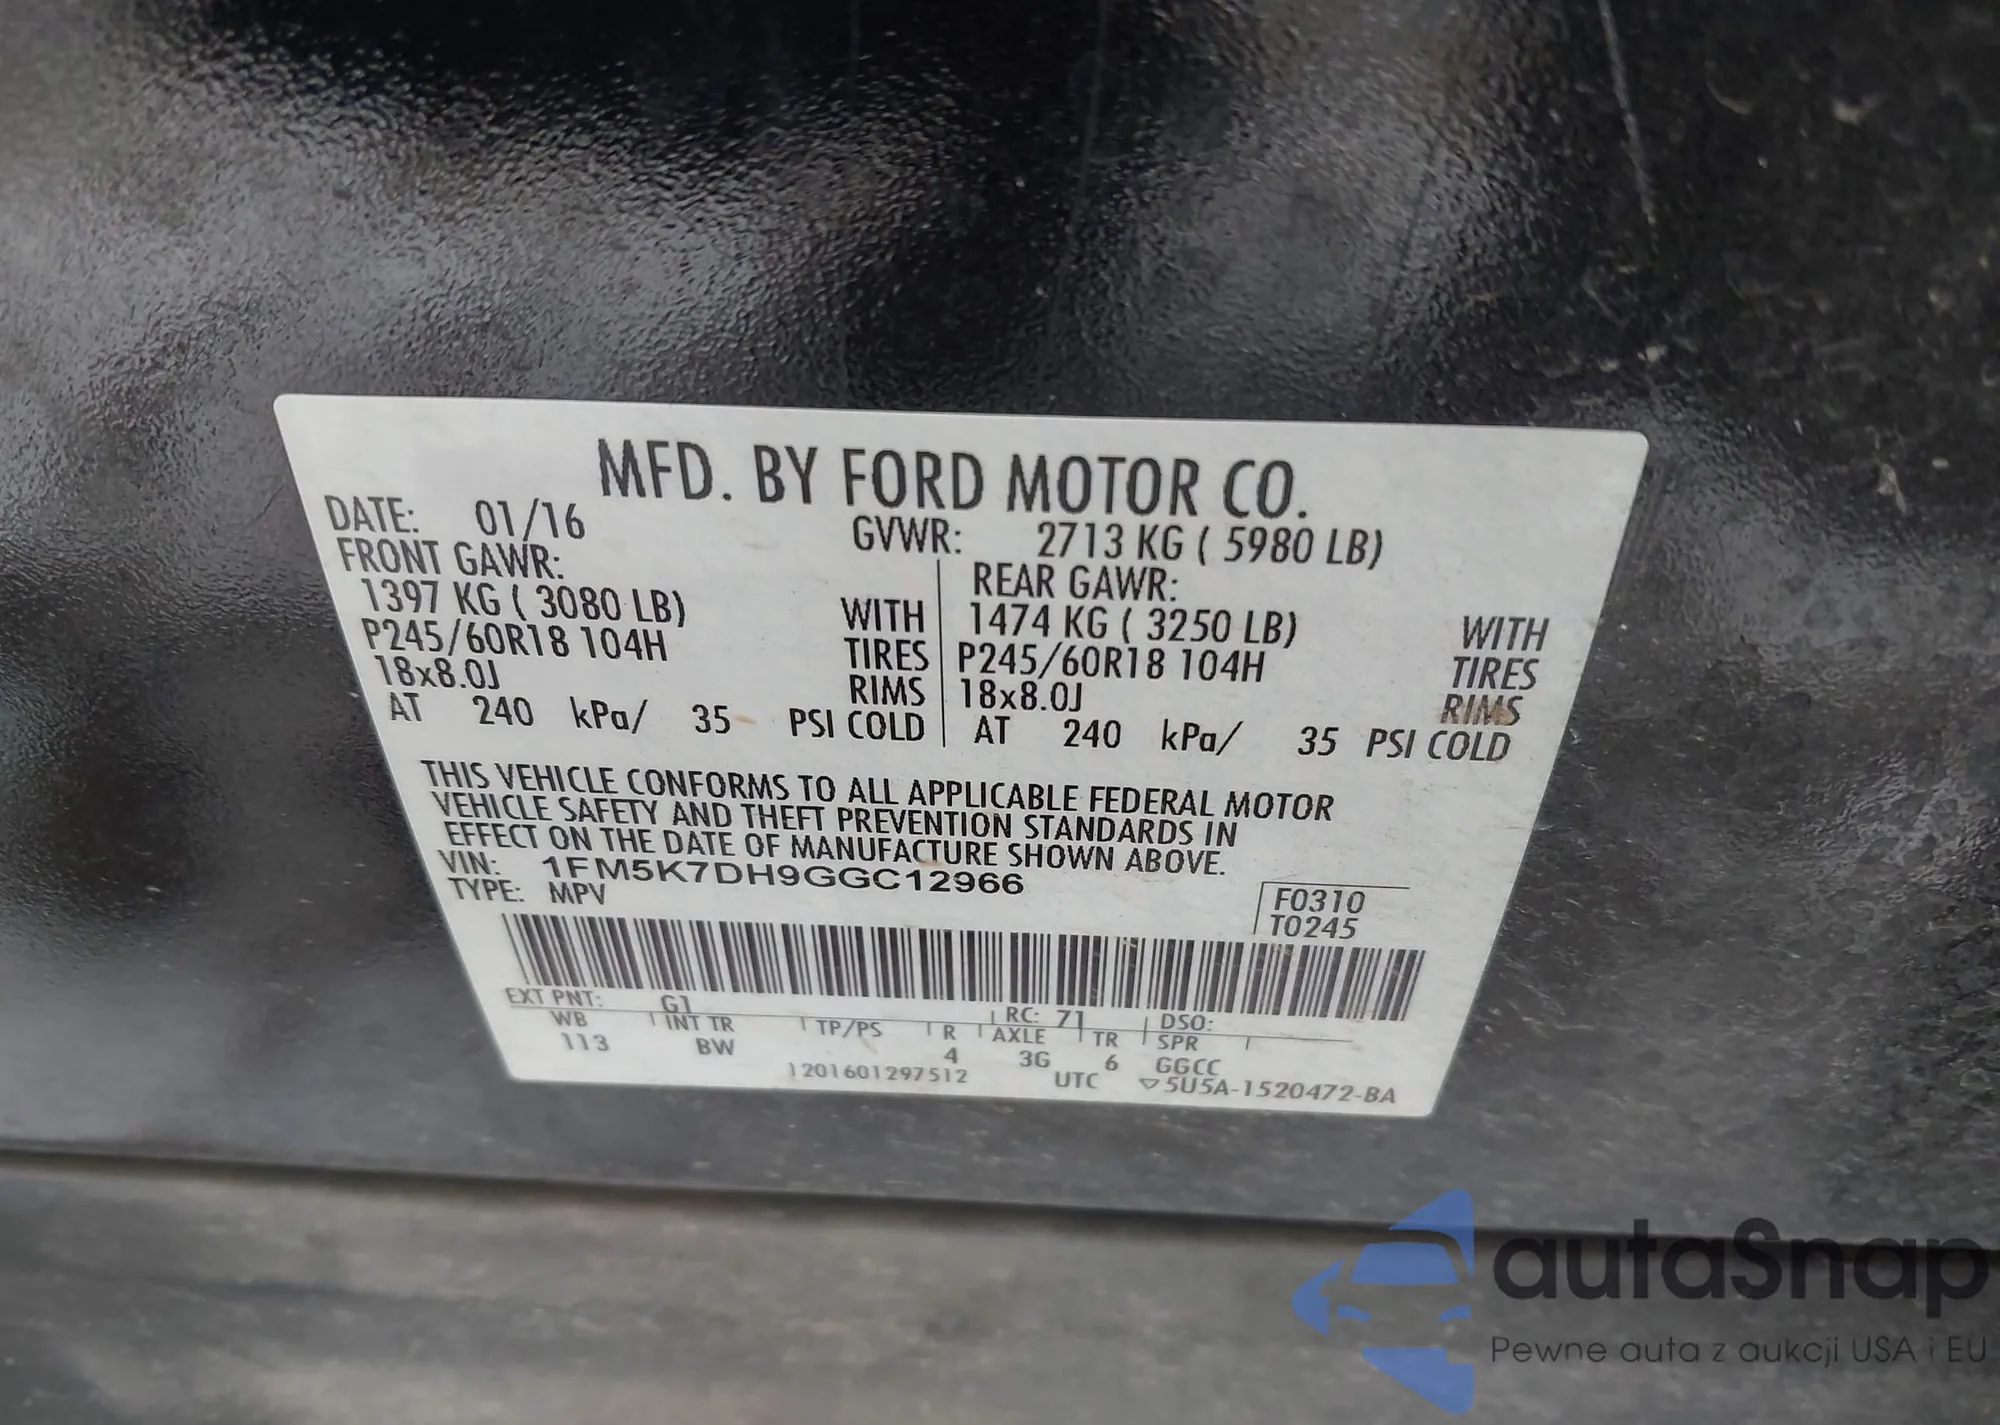 MFD. BY FORD MOTOR CO.
DATE: 01/16 GVWR: 2713 KG ( 5980 LB)
FRONT GAWR: REAR GAWR:
1397 KG ( 3080 LB) WITH 1474 KG ( 3250 LB) WITH
P245/60R18 104H TIRES P245/60R18 104H TIRES
18x8.0J RIMS 18x8.0J RIMS
AT 240 kPa/ 35 PSI COLD AT 240 kPa/ 35 PSI COLD
THIS VEHICLE CONFORMS TO ALL APPLICABLE FEDERAL MOTOR
VEHICLE SAFETY AND THEFT PREVENTION STANDARDS IN
EFFECT ON THE DATE OF MANUFACTURE SHOWN ABOVE.
VIN: 1FM5K7DH9GGC12966
TYPE: MPV
F0310
T0245
EXT PNT: G1 RC: 71 DSO:
WB INT TR TP/PS R AXLE TR SPR
113 BW 4 3G 6 GGCC
1201601297512 UTC ▽5U5A-1520472-BA
autaSnap
Pewne auta z aukcji USA i EU